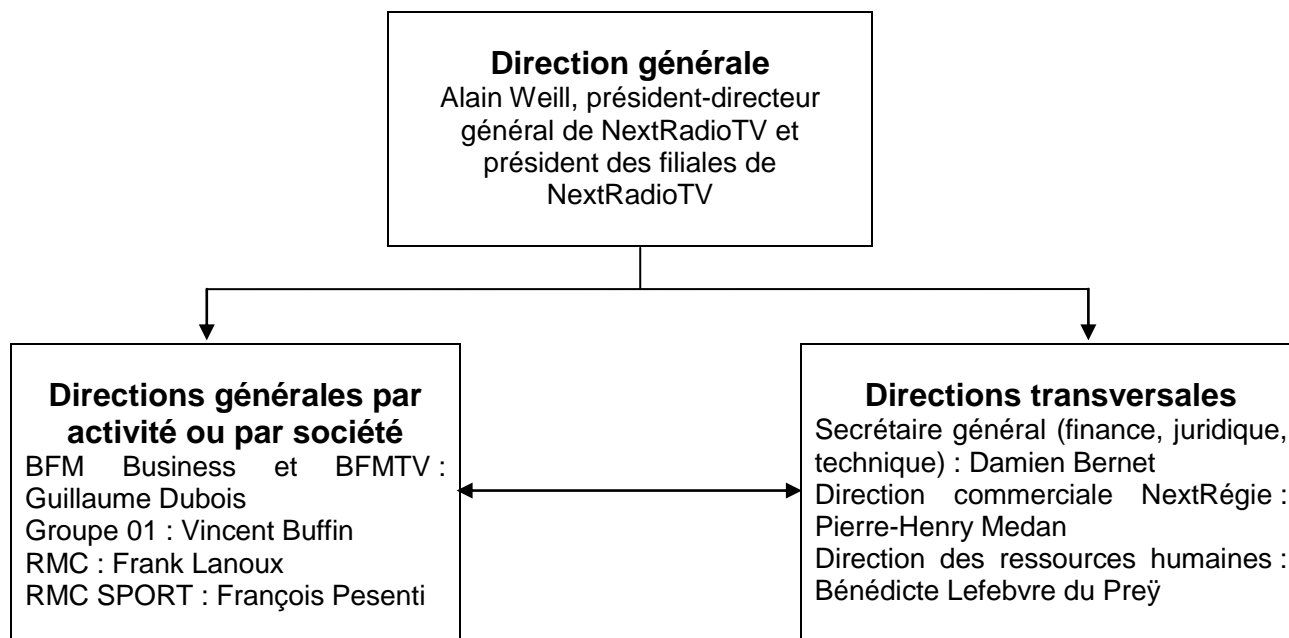 Direction générale
Alain Weill, président-directeur
général de NextRadioTV et
président des filiales de
NextRadioTV
Directions générales par
activité ou par société
BFM Business et BFMTV :
Guillaume Dubois
Groupe 01 : Vincent Buffin
RMC : Frank Lanoux
RMC SPORT : François Pesenti
Directions transversales
Secrétaire général (finance, juridique,
technique) : Damien Bernet
Direction commerciale NextRégie :
Pierre-Henry Medan
Direction des ressources humaines :
Bénédicte Lefebvre du Preÿ